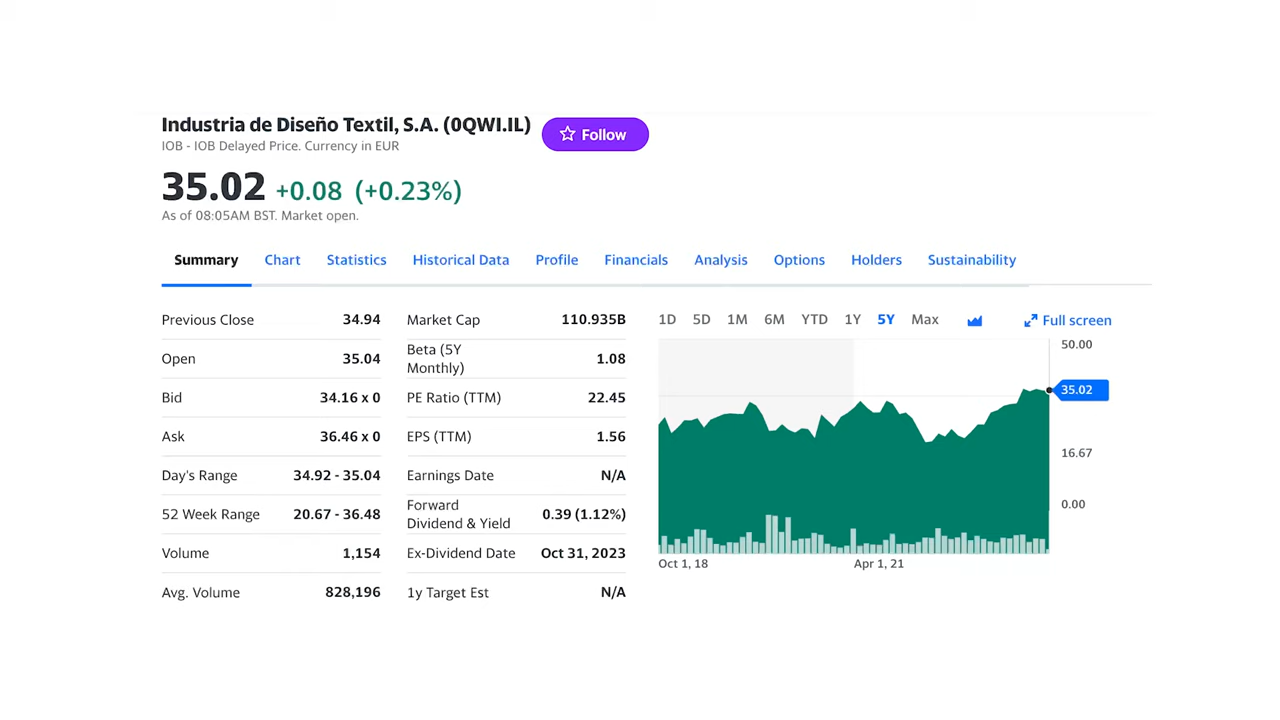 Industria de Diseño Textil, S.A. (0QWI.IL)
Follow
IOB - IOB Delayed Price. Currency in EUR
35.02 +0.08 (+0.23%)
As of 08:05AM BST. Market open.
Summary Chart Statistics Historical Data Profile Financials Analysis Options Holders Sustainability
Previous Close 34.94
Open 35.04
Bid 34.16 x 0
Ask 36.46 x 0
Day's Range 34.92 - 35.04
52 Week Range 20.67 - 36.48
Volume 1,154
Avg. Volume 828,196
Market Cap 110.935B
Beta (5Y
Monthly) 1.08
PE Ratio (TTM) 22.45
EPS (TTM) 1.56
Earnings Date N/A
Forward
Dividend & Yield 0.39 (1.12%)
Ex-Dividend Date Oct 31, 2023
1y Target Est N/A
1D 5D 1M 6M YTD 1Y 5Y Max Full screen
50.00
35.02
16.67
0.00
Oct 1, 18 Apr 1, 21